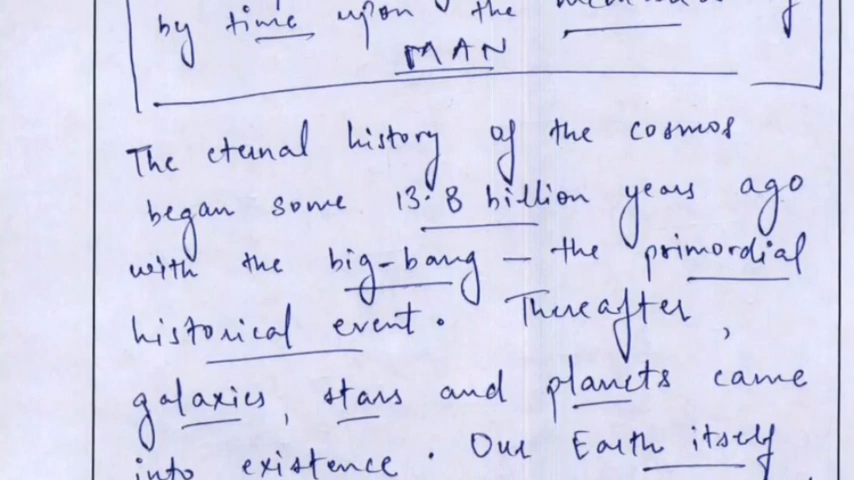 by time upon the
MAN
The eternal history of the cosmos
began some 13.8 billion years ago
with the big-bang – the primordial
historical event. Thereafter,
galaxies, stars and planets came
into existence. Our Earth itself